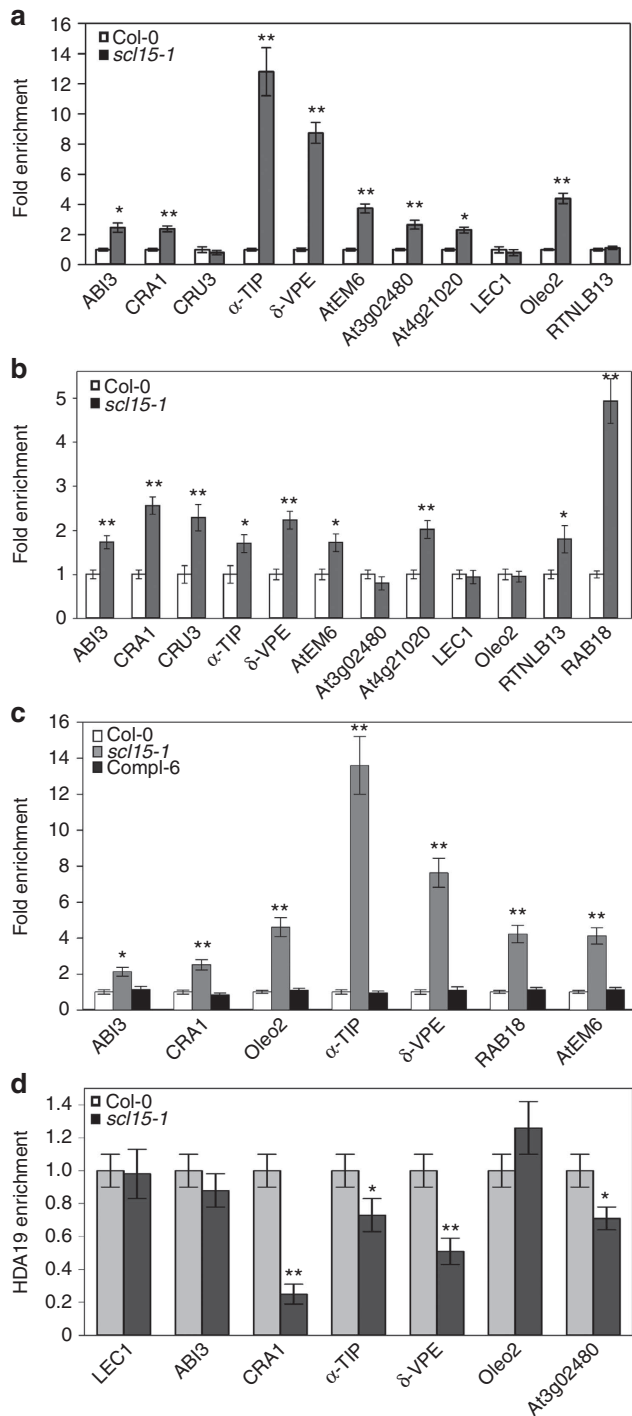 a
Col-0
scl15-1
Fold enrichment
16
14
12
10
8
6
4
2
0
*
**
**
**
**
**
*
**
ABI3
CRA1
CRU3
α-TIP
δ-VPE
AtEM6
At3g02480
At4g21020
LEC1
Oleo2
RTNLB13
b
Col-0
scl15-1
Fold enrichment
5
4
3
2
1
0
**
**
**
*
**
*
**
*
**
ABI3
CRA1
CRU3
α-TIP
δ-VPE
AtEM6
At3g02480
At4g21020
LEC1
Oleo2
RTNLB13
RAB18
c
Col-0
scl15-1
Compl-6
Fold enrichment
16
14
12
10
8
6
4
2
0
*
**
**
**
**
**
**
ABI3
CRA1
Oleo2
α-TIP
δ-VPE
RAB18
AtEM6
d
Col-0
scl15-1
HDA19 enrichment
1.4
1.2
1.0
0.8
0.6
0.4
0.2
0
**
*
**
*
LEC1
ABI3
CRA1
α-TIP
δ-VPE
Oleo2
At3g02480